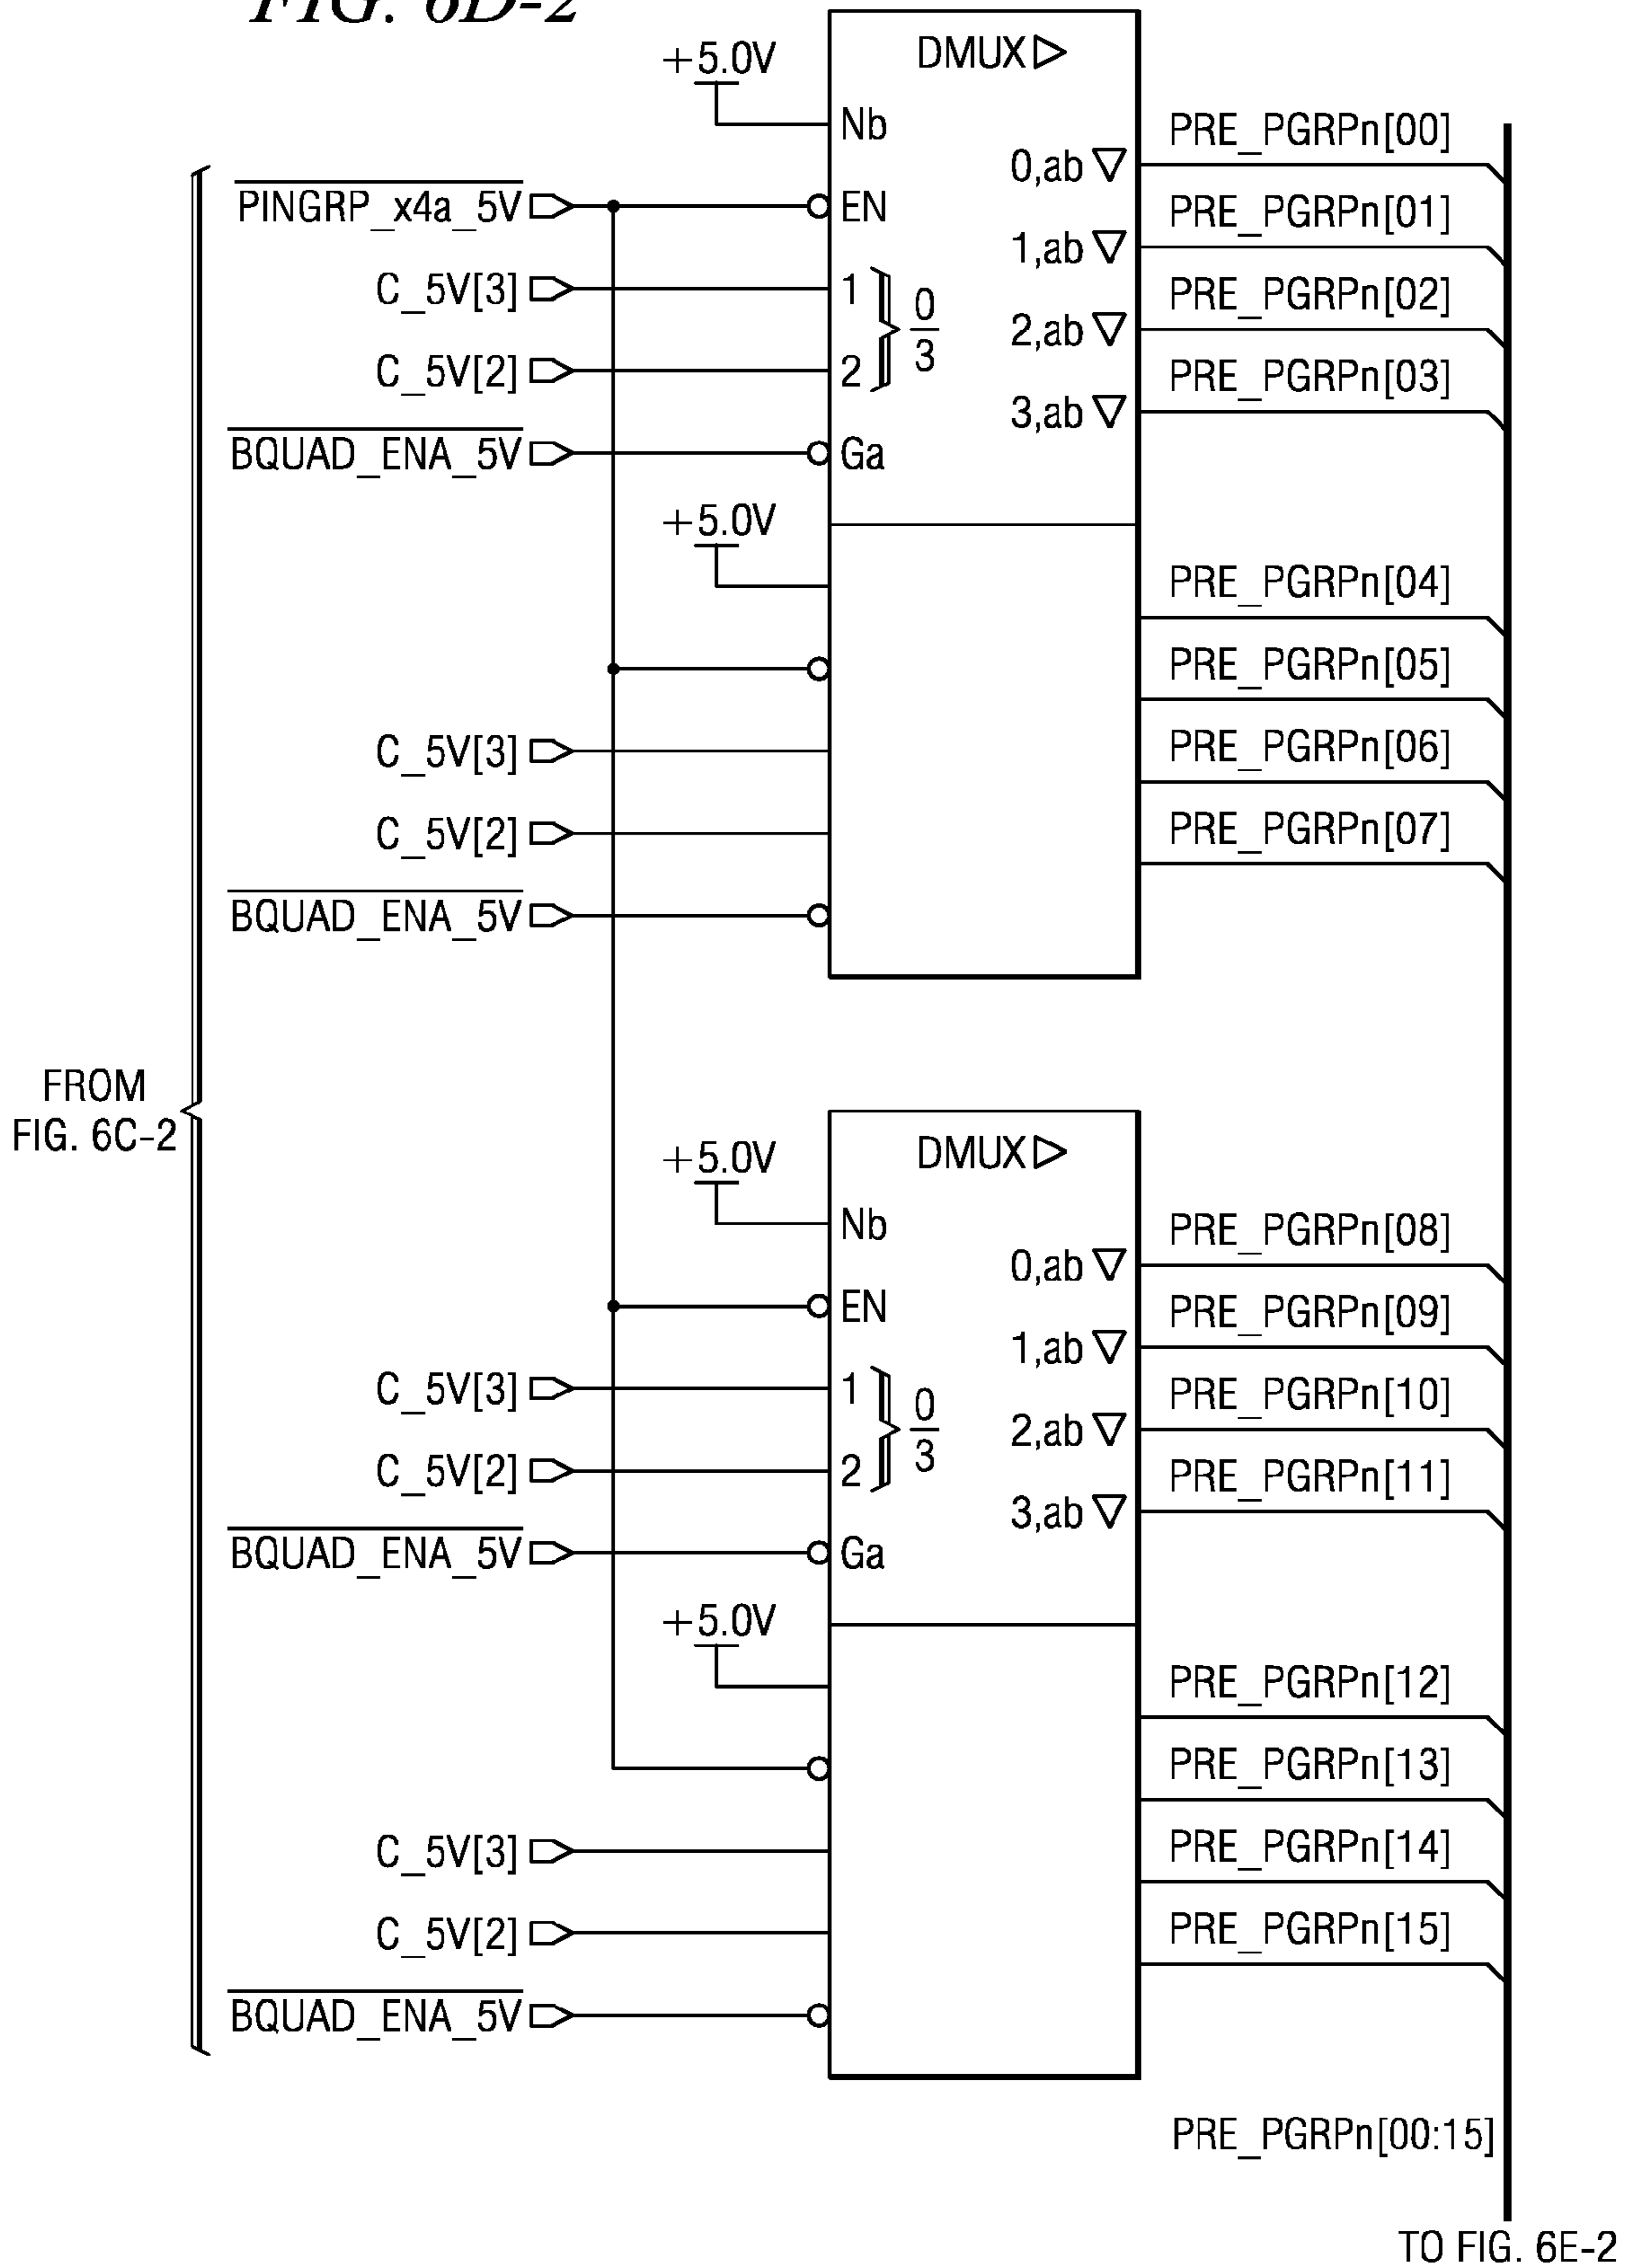 FIG. 6D-2
DMUX
+5.0V
Nb
PRE_PGRPn[00]
0,ab
PINGRP_x4a_5V
EN
PRE_PGRPn[01]
1,ab
C_5V[3]
1
0
3
PRE_PGRPn[02]
2,ab
C_5V[2]
2
PRE_PGRPn[03]
3,ab
BQUAD_ENA_5V
Ga
+5.0V
PRE_PGRPn[04]
PRE_PGRPn[05]
C_5V[3]
PRE_PGRPn[06]
C_5V[2]
PRE_PGRPn[07]
BQUAD_ENA_5V
FROM
FIG. 6C-2
DMUX
+5.0V
Nb
PRE_PGRPn[08]
0,ab
EN
PRE_PGRPn[09]
1,ab
C_5V[3]
1
0
3
PRE_PGRPn[10]
2,ab
C_5V[2]
2
PRE_PGRPn[11]
3,ab
BQUAD_ENA_5V
Ga
+5.0V
PRE_PGRPn[12]
PRE_PGRPn[13]
C_5V[3]
PRE_PGRPn[14]
C_5V[2]
PRE_PGRPn[15]
BQUAD_ENA_5V
PRE_PGRPn[00:15]
TO FIG. 6E-2